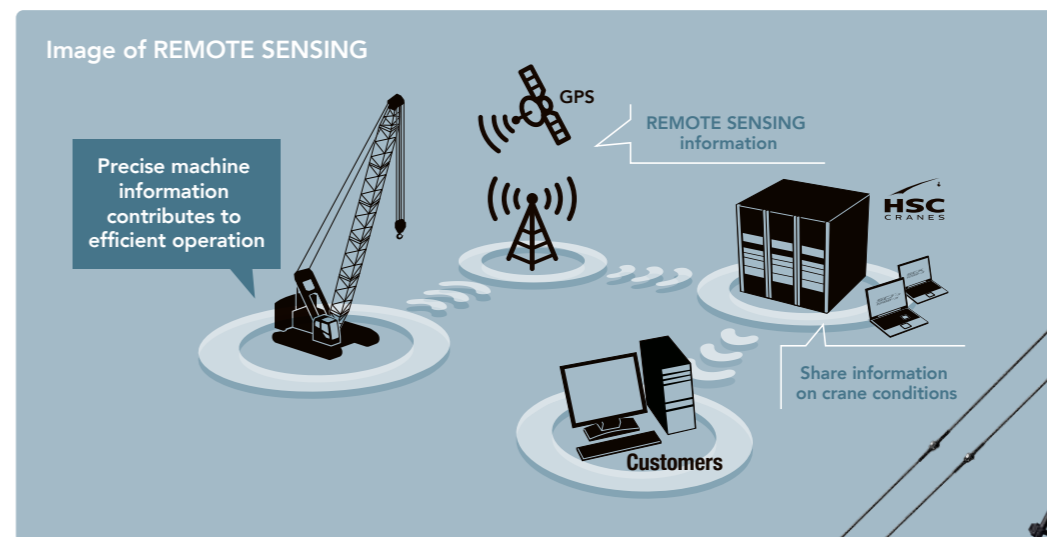 Image of REMOTE SENSING
GPS
REMOTE SENSING
information
Precise machine
information
contributes to
efficient operation
HSC
CRANES
Share information
on crane conditions
Customers